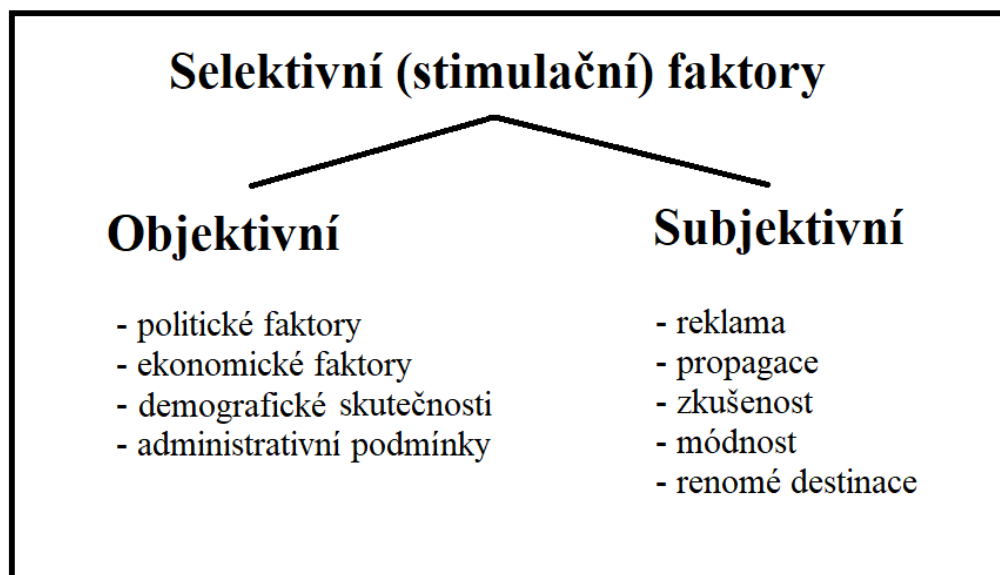 Selektivní (stimulační) faktory
Objektivní
- politické faktory
- ekonomické faktory
- demografické skutečnosti
- administrativní podmínky
Subjektivní
- reklama
- propagace
- zkušenost
- módnost
- renomé destinace